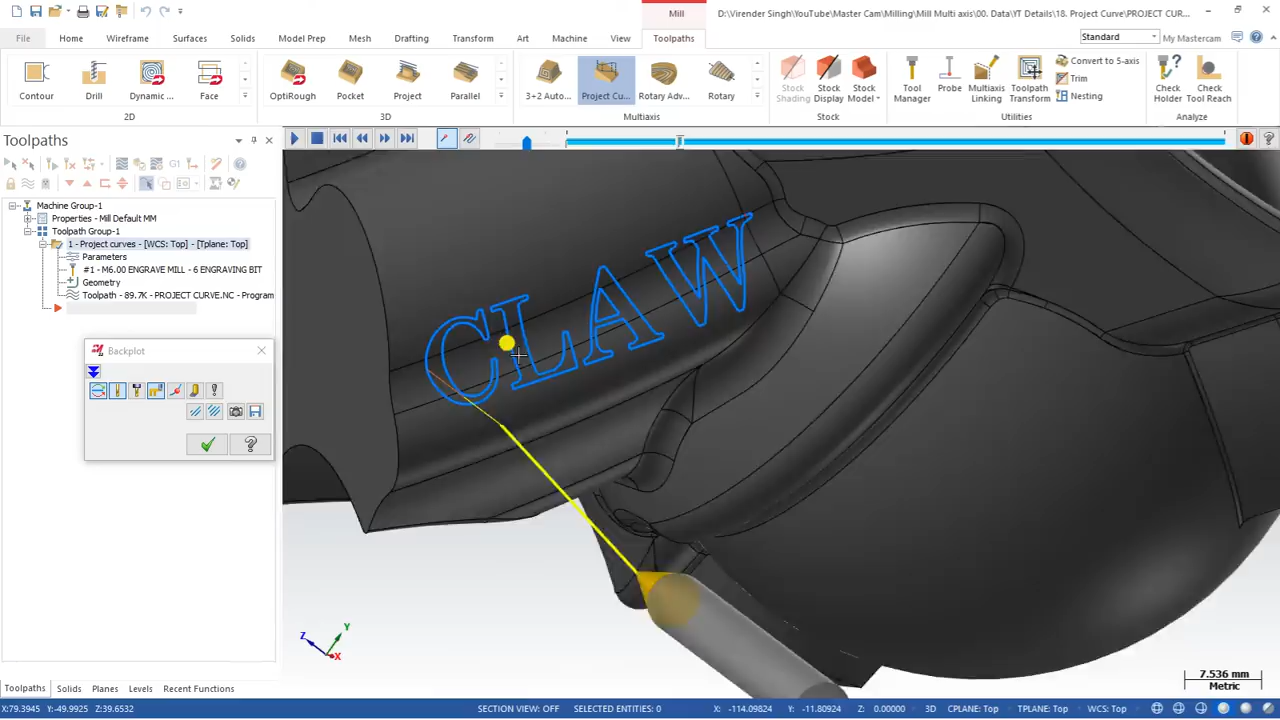 Mill
D:\Virender Singh\YouTube\Master Cam\Milling\Mill Multi axis\00. Data\YT Details\18. Project Curve\PROJECT CUR...
File Home Wireframe Surfaces Solids Model Prep Mesh Drafting Transform Art Machine View Toolpaths
Standard My Mastercam
Contour Drill Dynamic ... Face
OptiRough Pocket Project Parallel
3+2 Auto... Project Cu... Rotary Adv... Rotary
Stock Shading Stock Display Stock Model
Tool Manager Probe Multiaxis Linking Toolpath Transform
Convert to 5-axis
Trim
Nesting
Check Holder Check Tool Reach
2D 3D Multiaxis Stock Utilities Analyze
Toolpaths
G1
Machine Group-1
Properties - Mill Default MM
Toolpath Group-1
1 - Project curves - [WCS: Top] - [Tplane: Top]
Parameters
#1 - M6.00 ENGRAVE MILL - 6 ENGRAVING BIT
Geometry
Toolpath - 89.7K - PROJECT CURVE.NC - Program
Backplot
CLAW
Z Y X
7.536 mm
Metric
Toolpaths Solids Planes Levels Recent Functions
X:79.3945 Y:-49.9925 Z:39.6532 SECTION VIEW: OFF SELECTED ENTITIES: 0 X: -114.09824 Y: -11.80924 Z: 0.00000 3D CPLANE: Top TPLANE: Top WCS: Top